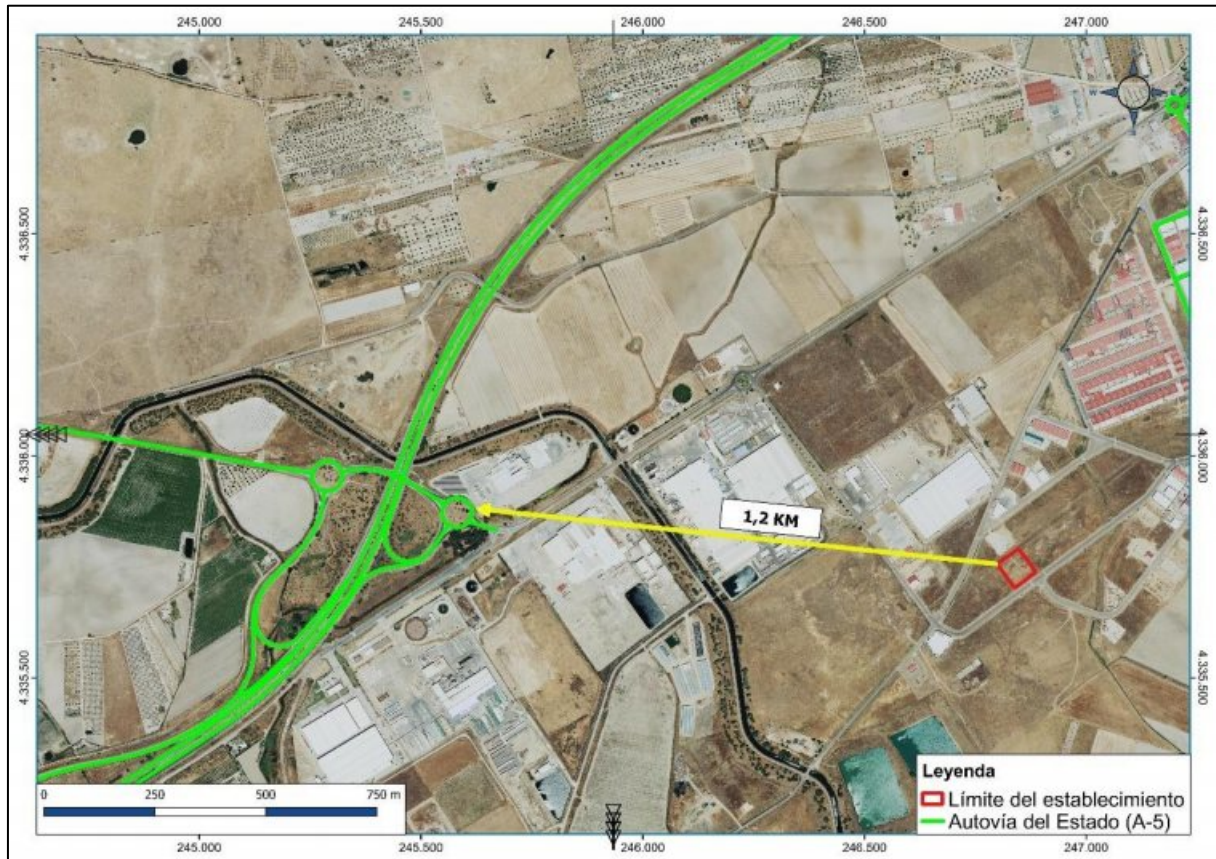 245.000 245.500 246.000 246.500 247.000
4.336.500 4.336.500
4.336.000 4.336.000
1,2 KM
4.335.500 4.335.500
Leyenda
Límite del establecimiento
Autovía del Estado (A-5)
0 250 500 750 m
245.000 245.500 246.000 246.500 247.000